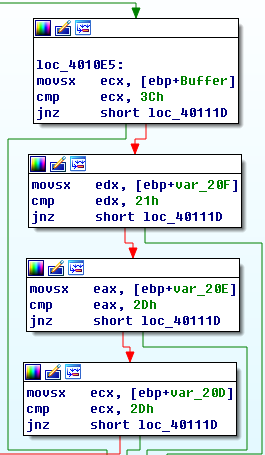 loc_4010E5:
movsx ecx, [ebp+Buffer]
cmp ecx, 3Ch
jnz short loc_40111D
movsx edx, [ebp+var_20F]
cmp edx, 21h
jnz short loc_40111D
movsx eax, [ebp+var_20E]
cmp eax, 2Dh
jnz short loc_40111D
movsx ecx, [ebp+var_20D]
cmp ecx, 2Dh
jnz short loc_40111D